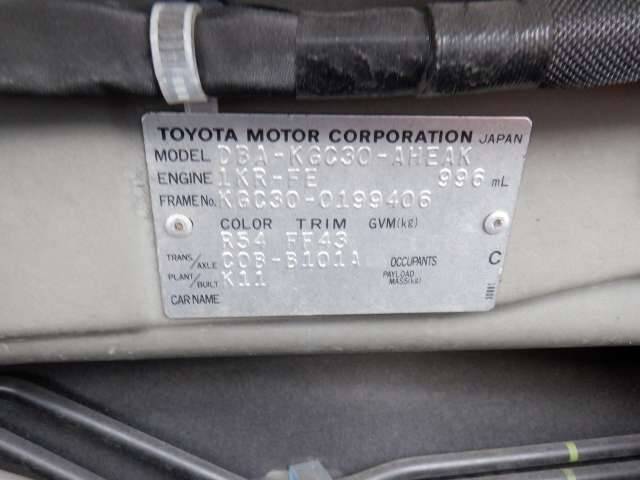 TOYOTA MOTOR CORPORATION JAPAN
MODEL DBA-KGC30-AHEAK
ENGINE 1KR-FE 996 mL
FRAME No. KGC30-0199406
COLOR TRIM GVM(kg)
R54 FF43
TRANS./AXLE C0B-B101A OCCUPANTS C
PLANT/BUILT K11 PAYLOAD MASS(kg)
CAR NAME